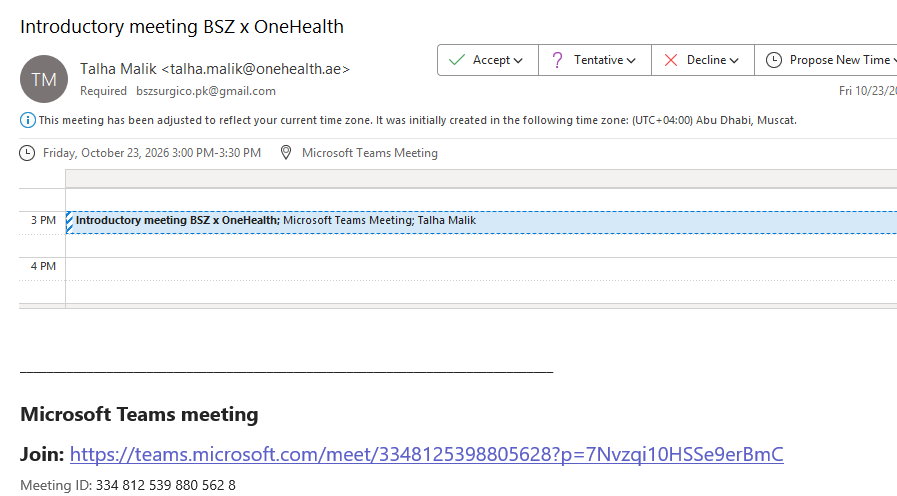 Introductory meeting BSZ x OneHealth
TM
Talha Malik <talha.malik@onehealth.ae>
Required bszsurgico.pk@gmail.com
Accept
Tentative
Decline
Propose New Time
Fri 10/23/20
This meeting has been adjusted to reflect your current time zone. It was initially created in the following time zone: (UTC+04:00) Abu Dhabi, Muscat.
Friday, October 23, 2026 3:00 PM-3:30 PM Microsoft Teams Meeting
3 PM Introductory meeting BSZ x OneHealth; Microsoft Teams Meeting; Talha Malik
4 PM
Microsoft Teams meeting
Join: https://teams.microsoft.com/meet/3348125398805628?p=7Nvzqi10HSSe9erBmC
Meeting ID: 334 812 539 880 562 8